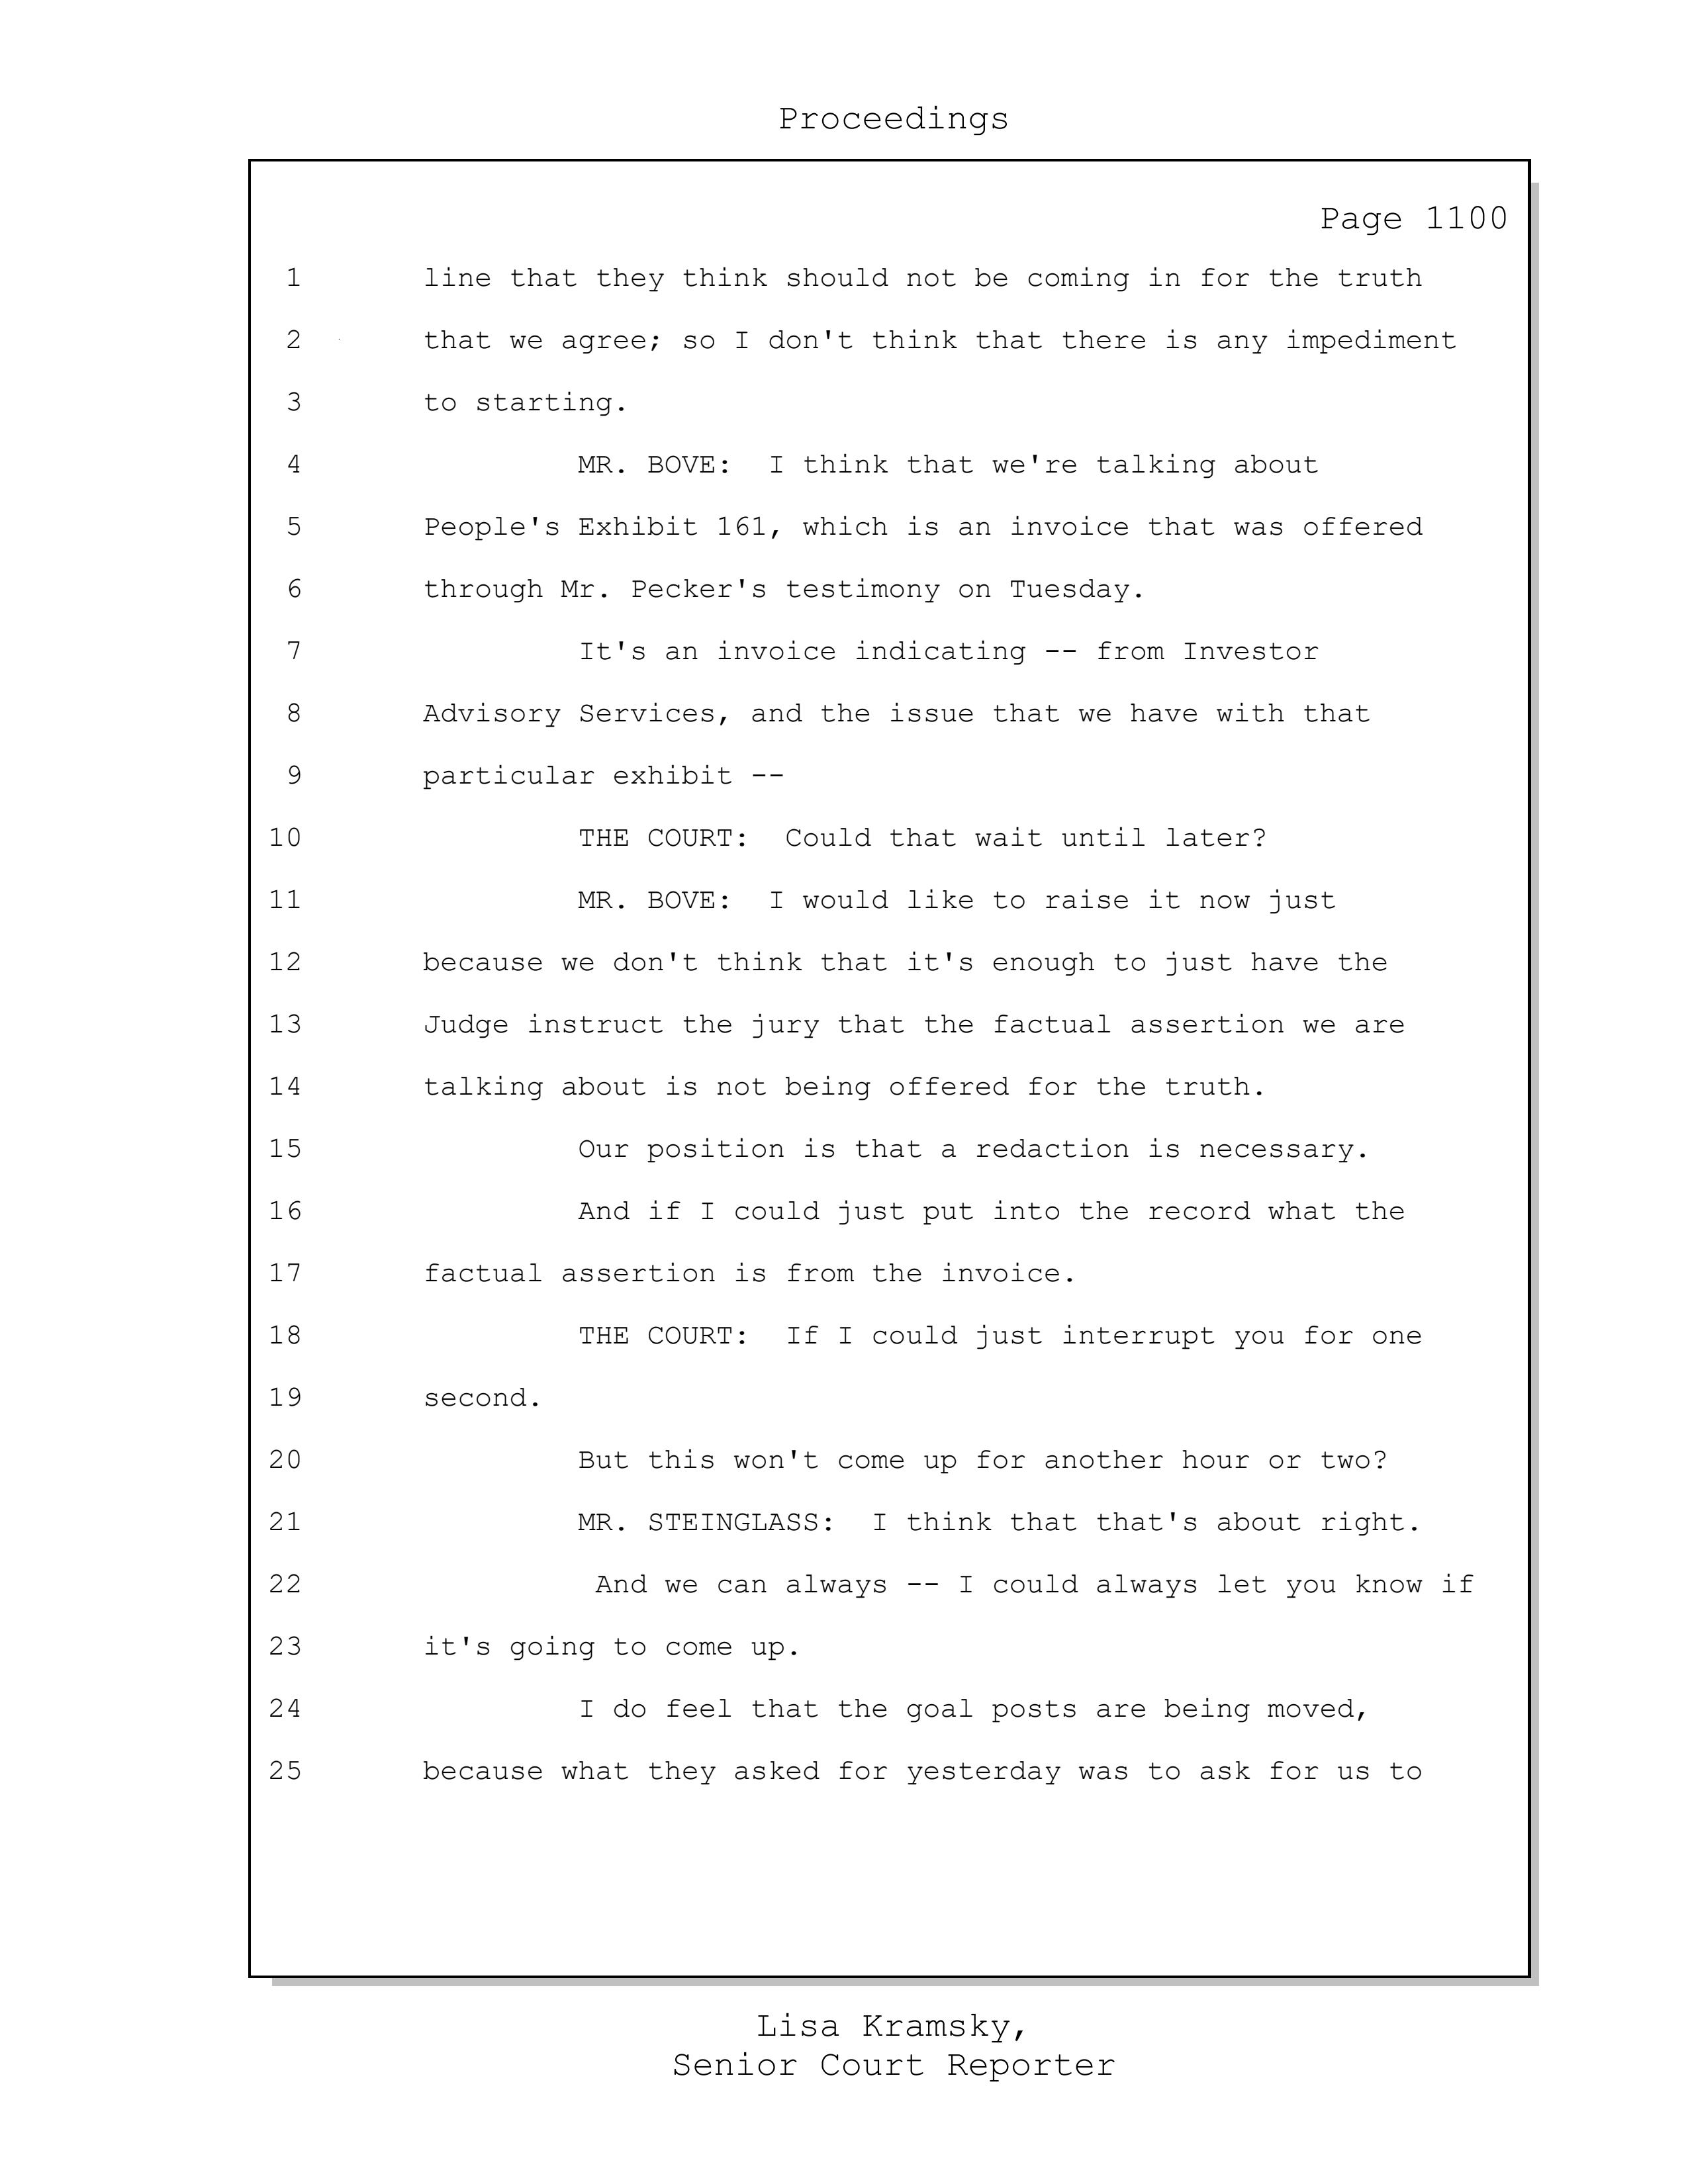 Proceedings
Page 1100
1 line that they think should not be coming in for the truth
2 that we agree; so I don't think that there is any impediment
3 to starting.
4 MR. BOVE:  I think that we're talking about
5 People's Exhibit 161, which is an invoice that was offered
6 through Mr. Pecker's testimony on Tuesday.
7 It's an invoice indicating -- from Investor
8 Advisory Services, and the issue that we have with that
9 particular exhibit --
10 THE COURT:  Could that wait until later?
11 MR. BOVE:  I would like to raise it now just
12 because we don't think that it's enough to just have the
13 Judge instruct the jury that the factual assertion we are
14 talking about is not being offered for the truth.
15 Our position is that a redaction is necessary.
16 And if I could just put into the record what the
17 factual assertion is from the invoice.
18 THE COURT:  If I could just interrupt you for one
19 second.
20 But this won't come up for another hour or two?
21 MR. STEINGLASS:  I think that that's about right.
22 And we can always -- I could always let you know if
23 it's going to come up.
24 I do feel that the goal posts are being moved,
25 because what they asked for yesterday was to ask for us to
Lisa Kramsky,
Senior Court Reporter